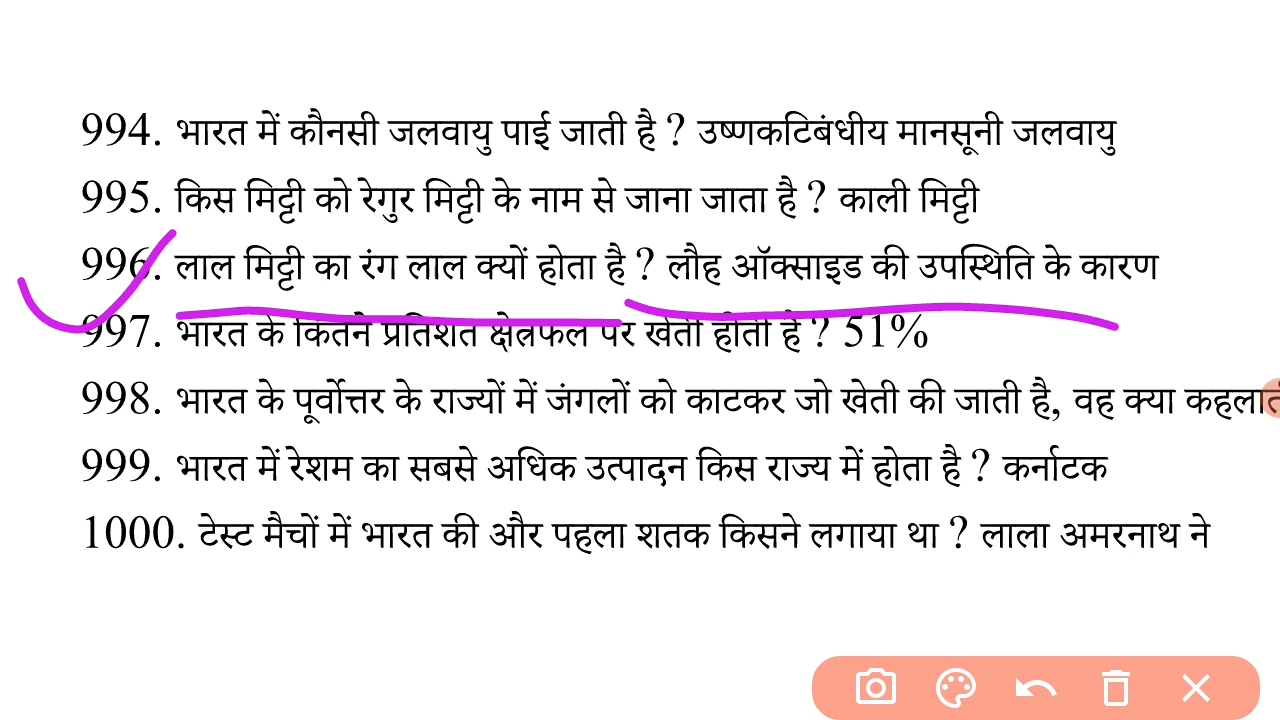 994. भारत में कौनसी जलवायु पाई जाती है ? उष्णकटिबंधीय मानसूनी जलवायु
995. किस मिट्टी को रेगुर मिट्टी के नाम से जाना जाता है ? काली मिट्टी
996. लाल मिट्टी का रंग लाल क्यों होता है ? लौह ऑक्साइड की उपस्थिति के कारण
997. भारत के कितने प्रतिशत क्षेत्रफल पर खेती होती है ? 51%
998. भारत के पूर्वोत्तर के राज्यों में जंगलों को काटकर जो खेती की जाती है, वह क्या
999. भारत में रेशम का सबसे अधिक उत्पादन किस राज्य में होता है ? कर्नाटक
1000. टेस्ट मैचों में भारत की और पहला शतक किसने लगाया था ? लाला अमरनाथ ने